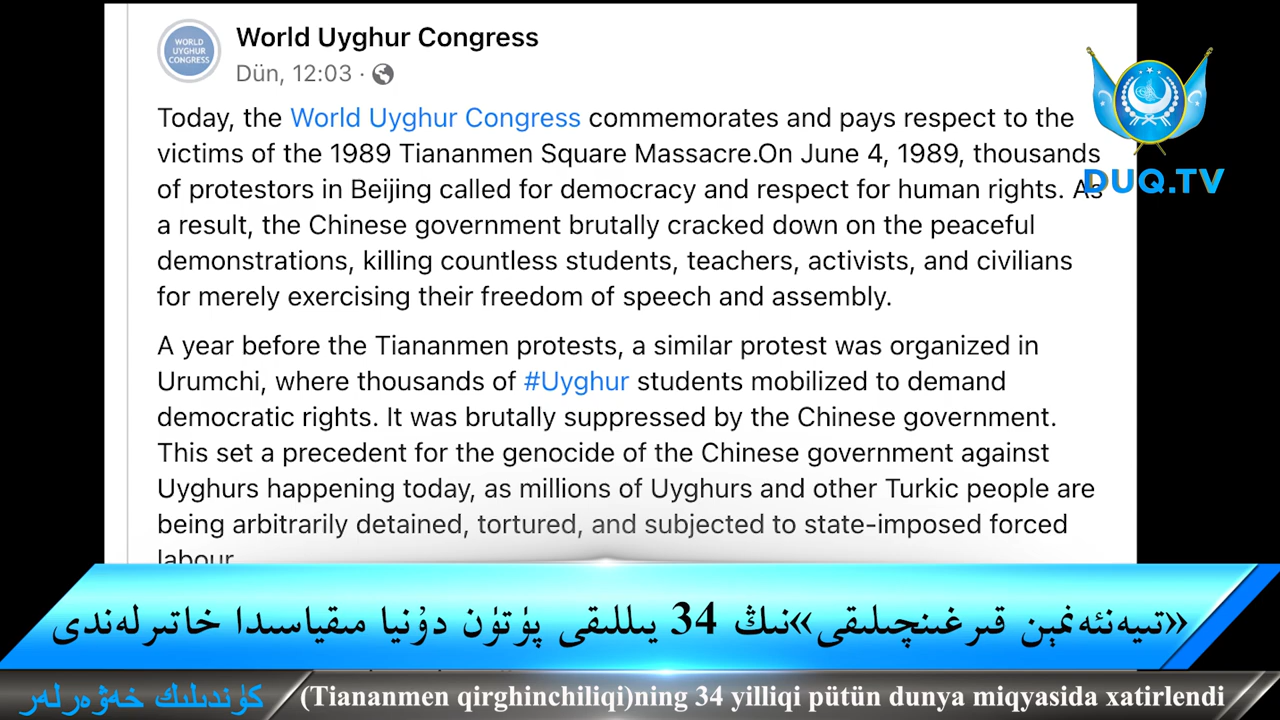 World Uyghur Congress
WORLD
UYGHUR
CONGRESS
Dün, 12:03 ·
Today, the World Uyghur Congress commemorates and pays respect to the
victims of the 1989 Tiananmen Square Massacre.On June 4, 1989, thousands
of protestors in Beijing called for democracy and respect for human rights. As
a result, the Chinese government brutally cracked down on the peaceful
demonstrations, killing countless students, teachers, activists, and civilians
for merely exercising their freedom of speech and assembly.
A year before the Tiananmen protests, a similar protest was organized in
Urumchi, where thousands of #Uyghur students mobilized to demand
democratic rights. It was brutally suppressed by the Chinese government.
This set a precedent for the genocide of the Chinese government against
Uyghurs happening today, as millions of Uyghurs and other Turkic people are
being arbitrarily detained, tortured, and subjected to state-imposed forced
labour
DUQ.TV
«تىيەنئەنمېن قىرغىنچىلىقى»نىڭ 34 يىللىقى پۈتۈن دۇنيا مىقياسىدا خاتىرلەندى
كۈندىلىك خەۋەرلەر
(Tiananmen qirghinchiliqi)ning 34 yilliqi pütün dunya miqyasida xatirlendi